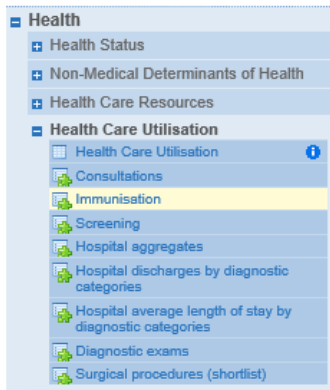 Health
Health Status
Non-Medical Determinants of Health
Health Care Resources
Health Care Utilisation
Health Care Utilisation
Consultations
Immunisation
Screening
Hospital aggregates
Hospital discharges by diagnostic
categories
Hospital average length of stay by
diagnostic categories
Diagnostic exams
Surgical procedures (shortlist)